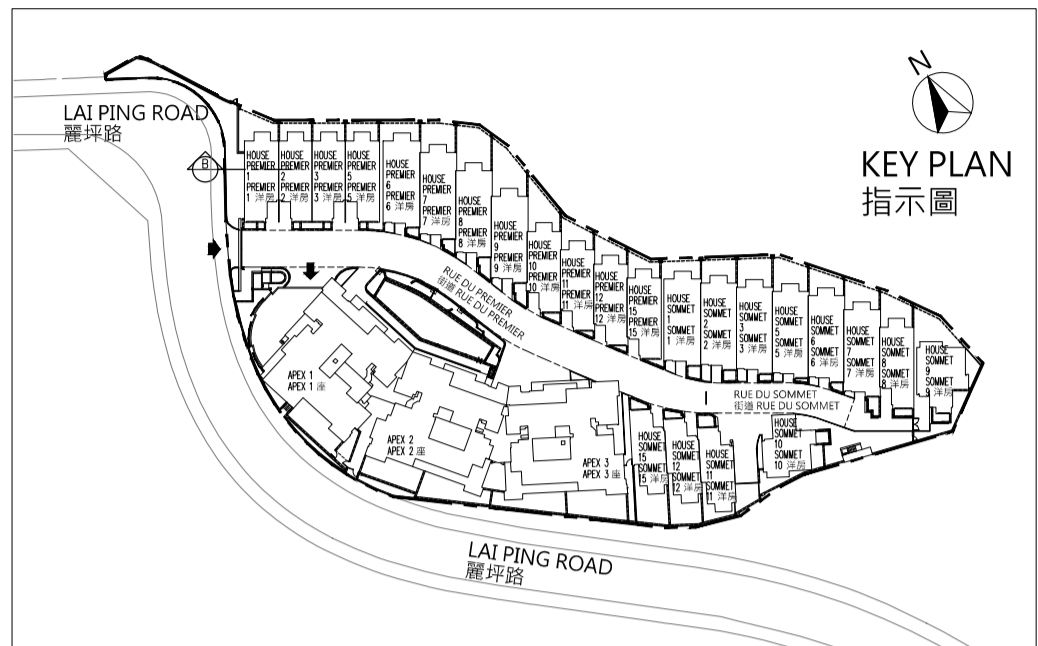 LAI PING ROAD
麗坪路
B
N
KEY PLAN
指示圖
HOUSE
PREMIER
1
PREMIER
1 洋房
HOUSE
PREMIER
2
PREMIER
2 洋房
HOUSE
PREMIER
3
PREMIER
3 洋房
HOUSE
PREMIER
5
PREMIER
5 洋房
HOUSE
PREMIER
6
PREMIER
6 洋房
HOUSE
PREMIER
7
PREMIER
7 洋房
HOUSE
PREMIER
8
PREMIER
8 洋房
HOUSE
PREMIER
9
PREMIER
9 洋房
HOUSE
PREMIER
10
PREMIER
10 洋房
HOUSE
PREMIER
11
PREMIER
11 洋房
HOUSE
PREMIER
12
PREMIER
12 洋房
HOUSE
PREMIER
15
PREMIER
15 洋房
HOUSE
SOMMET
1
SOMMET
1 洋房
HOUSE
SOMMET
2
SOMMET
2 洋房
HOUSE
SOMMET
3
SOMMET
3 洋房
HOUSE
SOMMET
5
SOMMET
5 洋房
HOUSE
SOMMET
6
SOMMET
6 洋房
HOUSE
SOMMET
7
SOMMET
7 洋房
HOUSE
SOMMET
8
SOMMET
8 洋房
HOUSE
SOMMET
9
SOMMET
9 洋房
RUE DU PREMIER
街道 RUE DU PREMIER
RUE DU SOMMET
街道 RUE DU SOMMET
APEX 1
APEX 1 座
APEX 2
APEX 2 座
APEX 3
APEX 3 座
HOUSE
SOMMET
15
SOMMET
15 洋房
HOUSE
SOMMET
12
SOMMET
12 洋房
HOUSE
SOMMET
11
SOMMET
11 洋房
HOUSE
SOMMET
10
SOMMET
10 洋房
LAI PING ROAD
麗坪路